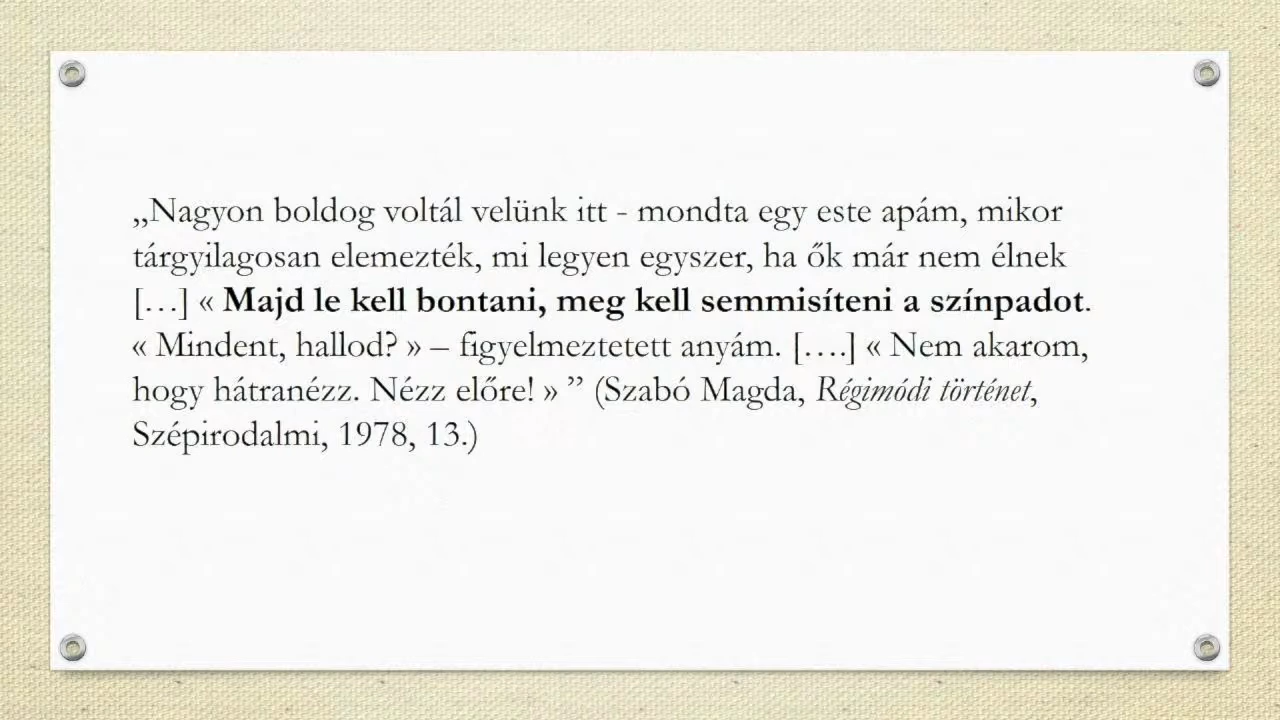 „Nagyon boldog voltál velünk itt - mondta egy este apám, mikor
tárgyilagosan elemezték, mi legyen egyszer, ha ők már nem élnek
[…] « Majd le kell bontani, meg kell semmisíteni a színpadot.
« Mindent, hallod? » – figyelmeztetett anyám. [….] « Nem akarom,
hogy hátranézz. Nézz előre! » ” (Szabó Magda, Régimódi történet,
Szépirodalmi, 1978, 13.)